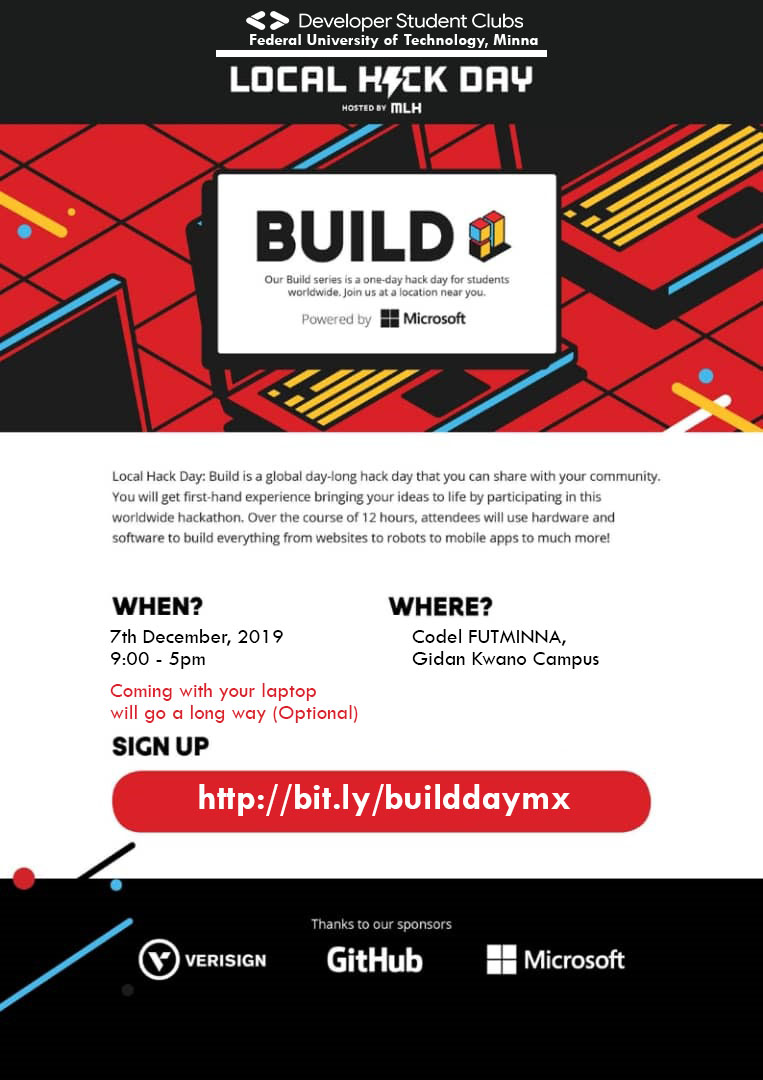 Developer Student Clubs
Federal University of Technology, Minna
LOCAL HACK DAY
HOSTED BY MLH
BUILD
Our Build series is a one-day hack day for students
worldwide. Join us at a location near you.
Powered by Microsoft
Local Hack Day: Build is a global day-long hack day that you can share with your community.
You will get first-hand experience bringing your ideas to life by participating in this
worldwide hackathon. Over the course of 12 hours, attendees will use hardware and
software to build everything from websites to robots to mobile apps to much more!
WHEN?
7th December, 2019
9:00 - 5pm
Coming with your laptop
will go a long way (Optional)
WHERE?
Codel FUTMINNA,
Gidan Kwano Campus
SIGN UP
http://bit.ly/builddaymx
Thanks to our sponsors
VERISIGN GitHub Microsoft